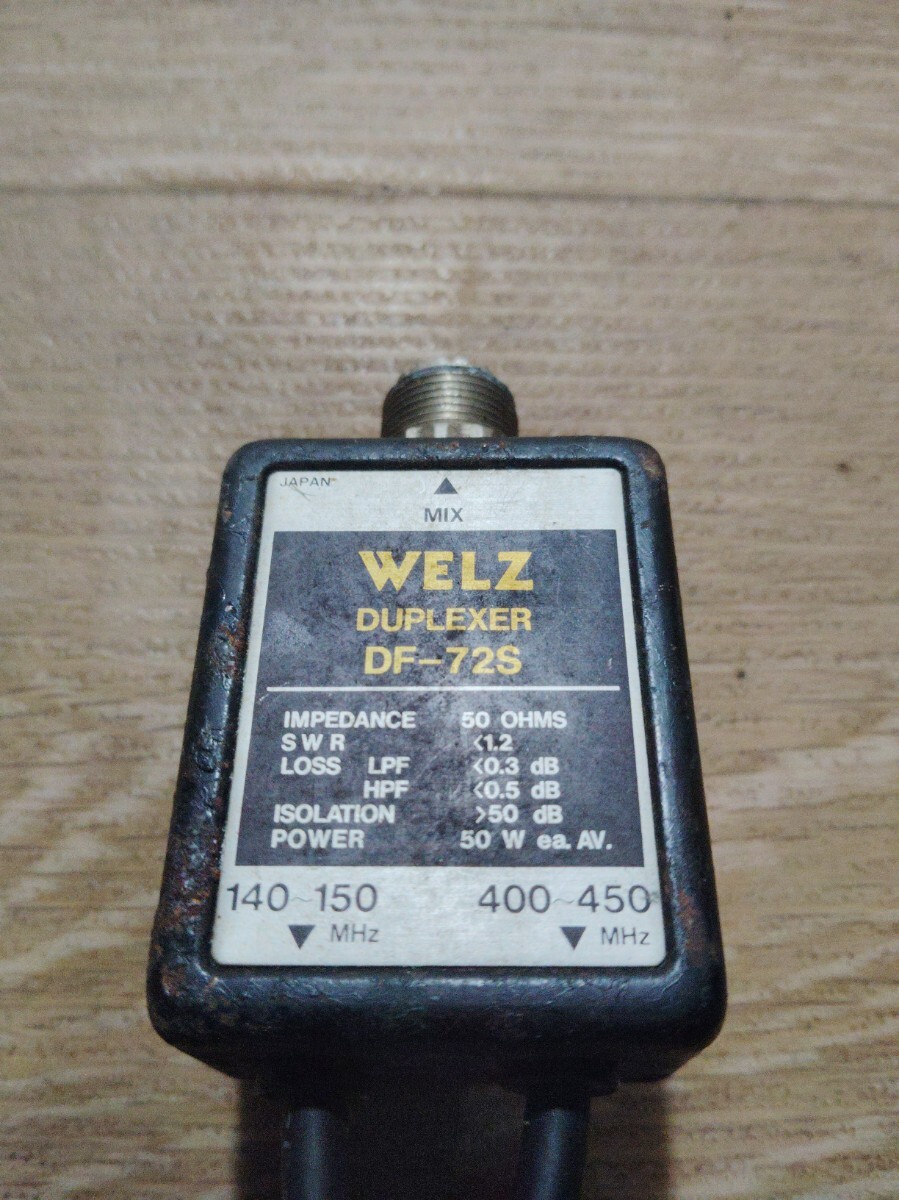 JAPAN
▲
MIX
WELZ
DUPLEXER
DF-72S
IMPEDANCE 50 OHMS
SWR <1.2
LOSS LPF <0.3 dB
HPF <0.5 dB
ISOLATION >50 dB
POWER 50 W ea. AV.
140~150 400~450
▼ MHz ▼ MHz